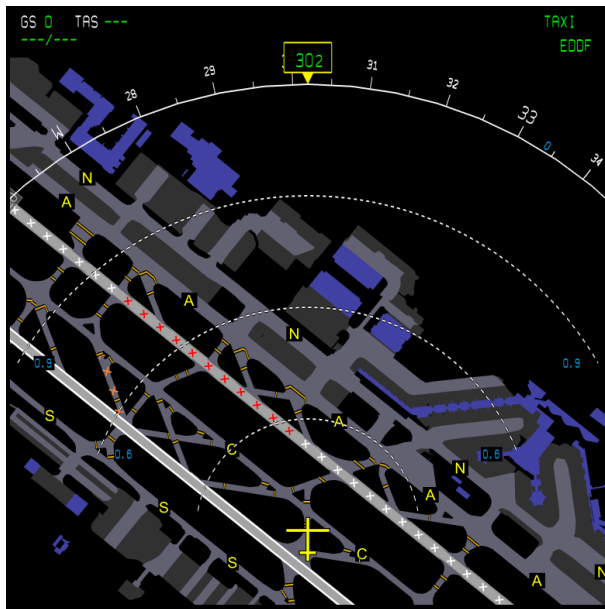 GS 0 TAS ---
---/---
TAXI
EDDF
302
28
29
31
32
33
34
W
0
N
A
A
N
0.9
0.9
S
A
C
0.6
0.6
N
A
S
C
S
A
N